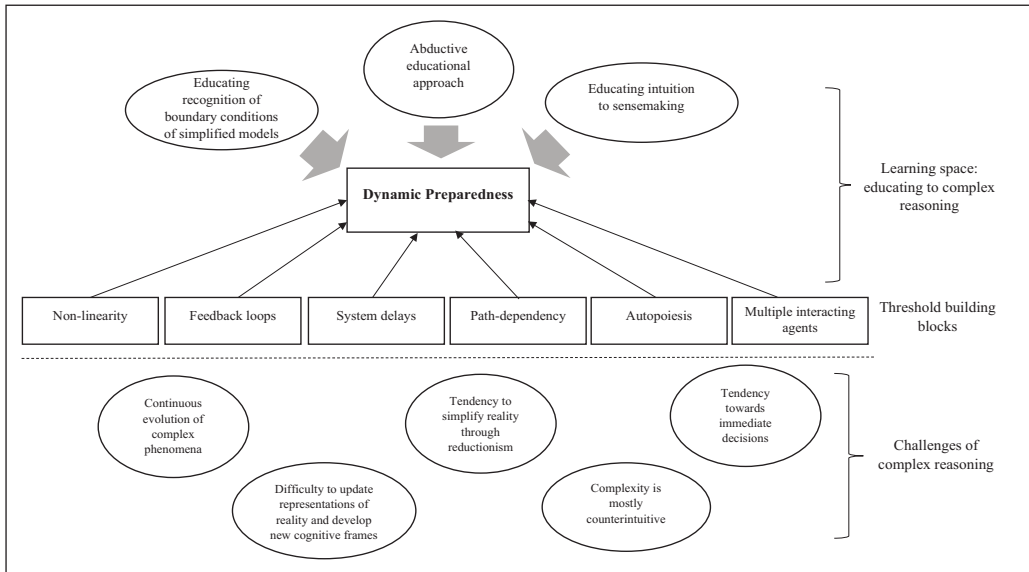 Abductive
educational
approach
Educating
recognition of
boundary conditions
of simplified models
Educating intuition
to sensemaking
Learning space:
educating to complex
reasoning
Dynamic Preparedness
Non-linearity
Feedback loops
System delays
Path-dependency
Autopoiesis
Multiple interacting
agents
Threshold building
blocks
Continuous
evolution of
complex
phenomena
Tendency to
simplify reality
through
reductionism
Tendency
towards
immediate
decisions
Challenges of
complex reasoning
Difficulty to update
representations of
reality and develop
new cognitive frames
Complexity is
mostly
counterintuitive